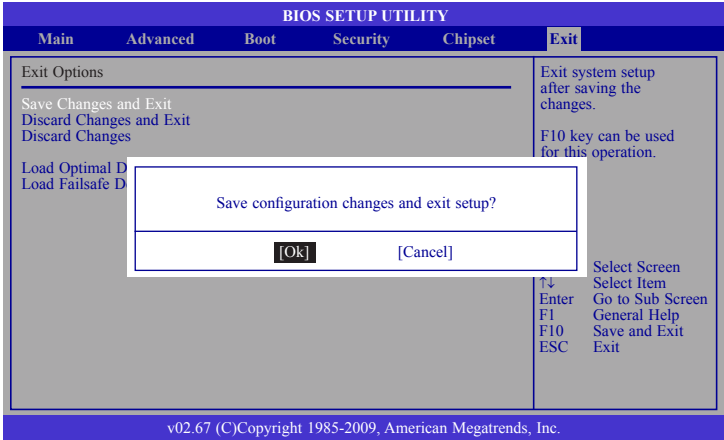 BIOS SETUP UTILITY
Main Advanced Boot Security Chipset Exit
Exit Options
Save Changes and Exit
Discard Changes and Exit
Discard Changes
Load Optimal D
Load Failsafe D
Save configuration changes and exit setup?
[Ok] [Cancel]
Exit system setup
after saving the
changes.
F10 key can be used
for this operation.
Select Screen
↑↓ Select Item
Enter Go to Sub Screen
F1 General Help
F10 Save and Exit
ESC Exit
v02.67 (C)Copyright 1985-2009, American Megatrends, Inc.